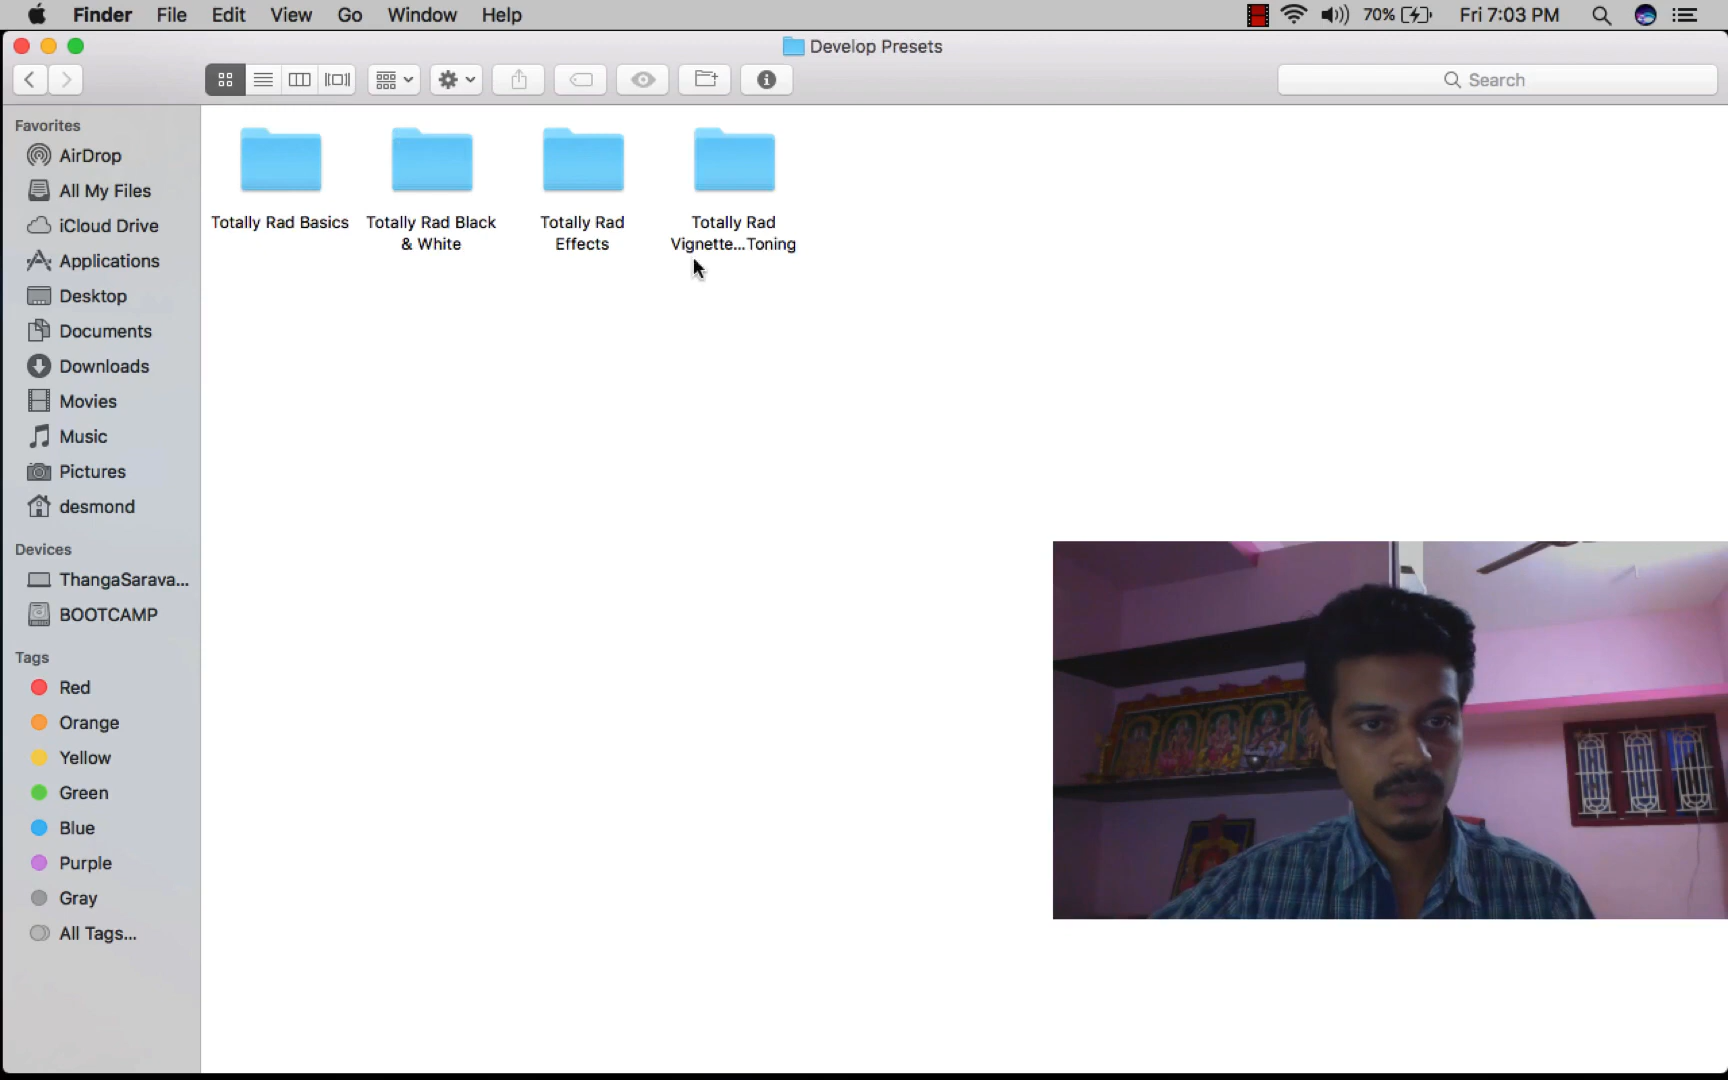 Finder File Edit View Go Window Help 70% Fri 7:03 PM
Develop Presets
Search
Favorites
AirDrop
All My Files
iCloud Drive
Applications
Desktop
Documents
Downloads
Movies
Music
Pictures
desmond
Devices
ThangaSarava...
BOOTCAMP
Tags
Red
Orange
Yellow
Green
Blue
Purple
Gray
All Tags...
Totally Rad Basics
Totally Rad Black
& White
Totally Rad
Effects
Totally Rad
Vignette...Toning